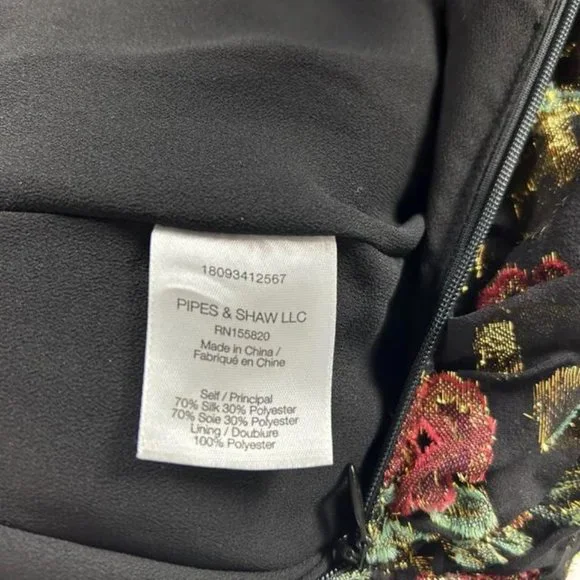 18093412567
PIPES & SHAW LLC
RN155820
Made in China /
Fabriqué en Chine
Self / Principal
70% Silk 30% Polyester
70% Soie 30% Polyester
Lining / Doublure
100% Polyester